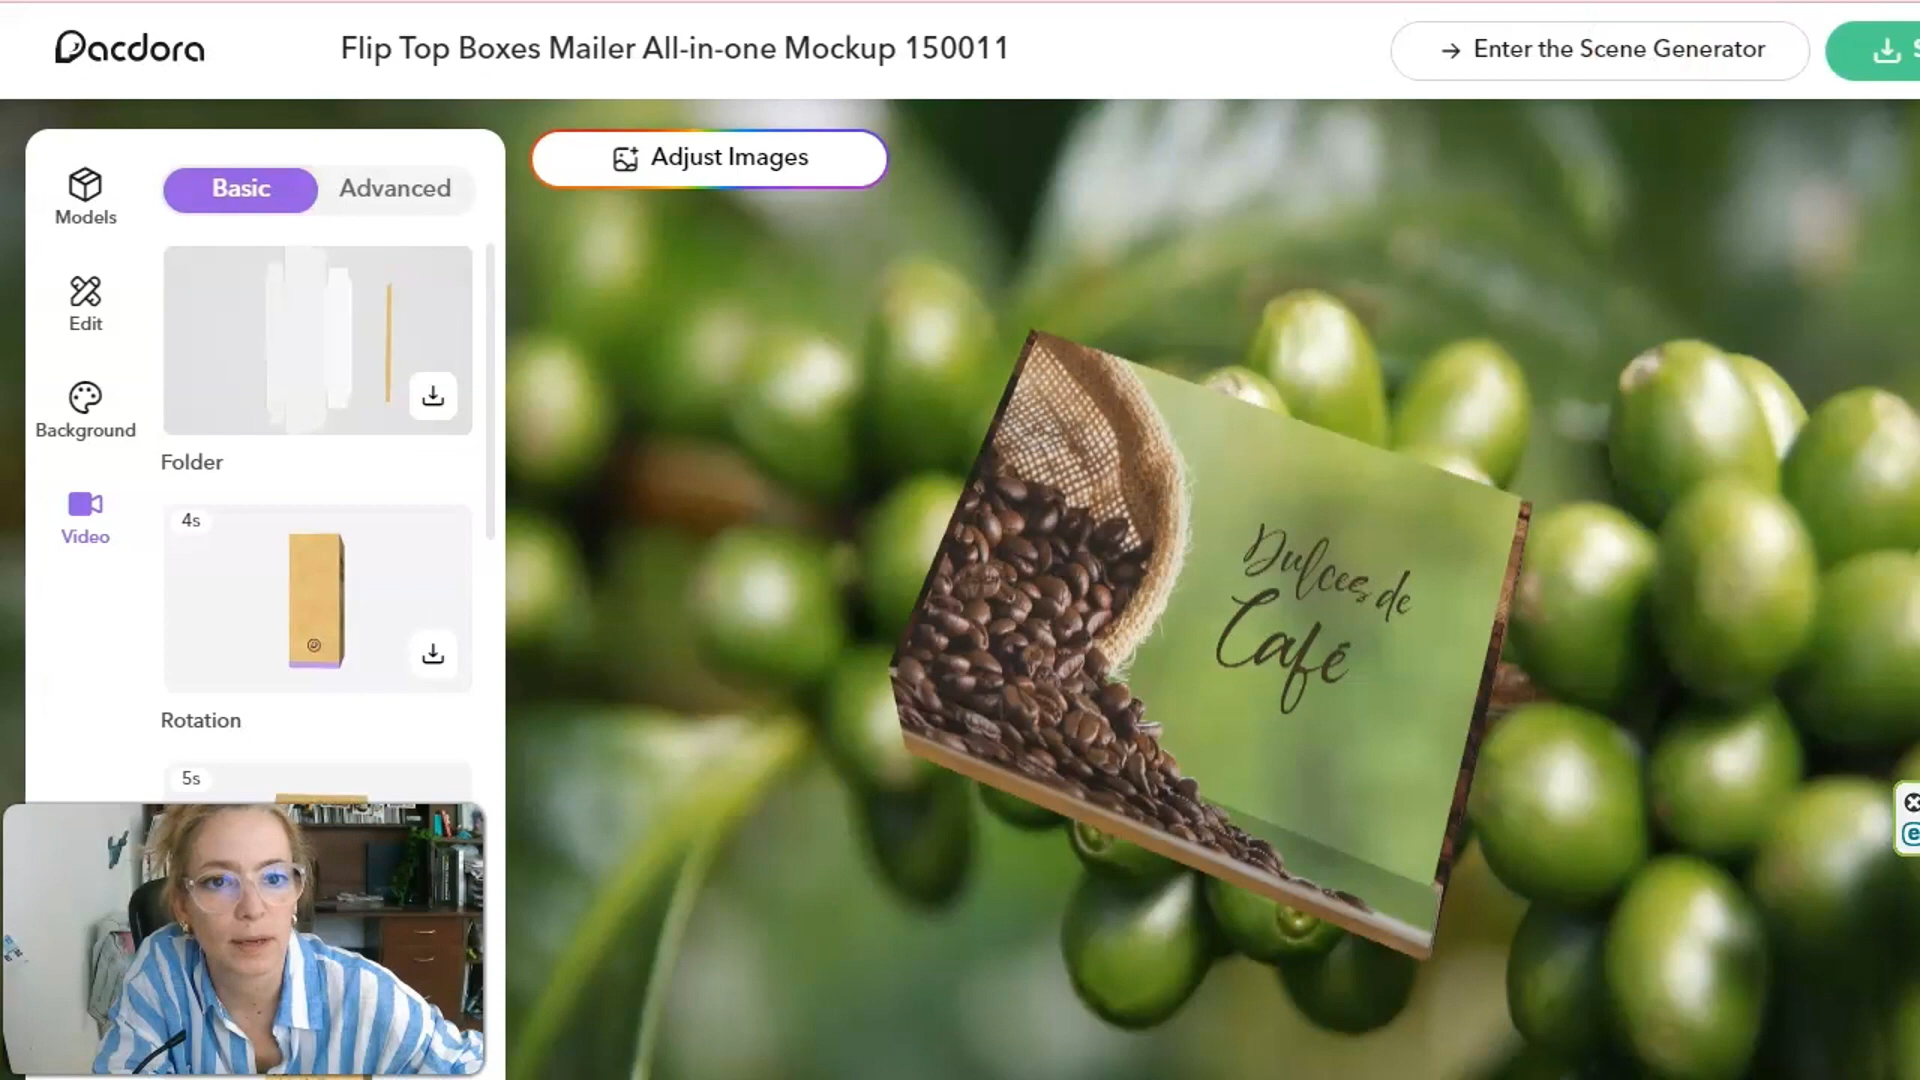 Pacdora
Flip Top Boxes Mailer All-in-one Mockup 150011
Enter the Scene Generator
Models
Edit
Background
Video
Basic
Advanced
Folder
4s
Rotation
5s
Adjust Images
Dulces de
Café